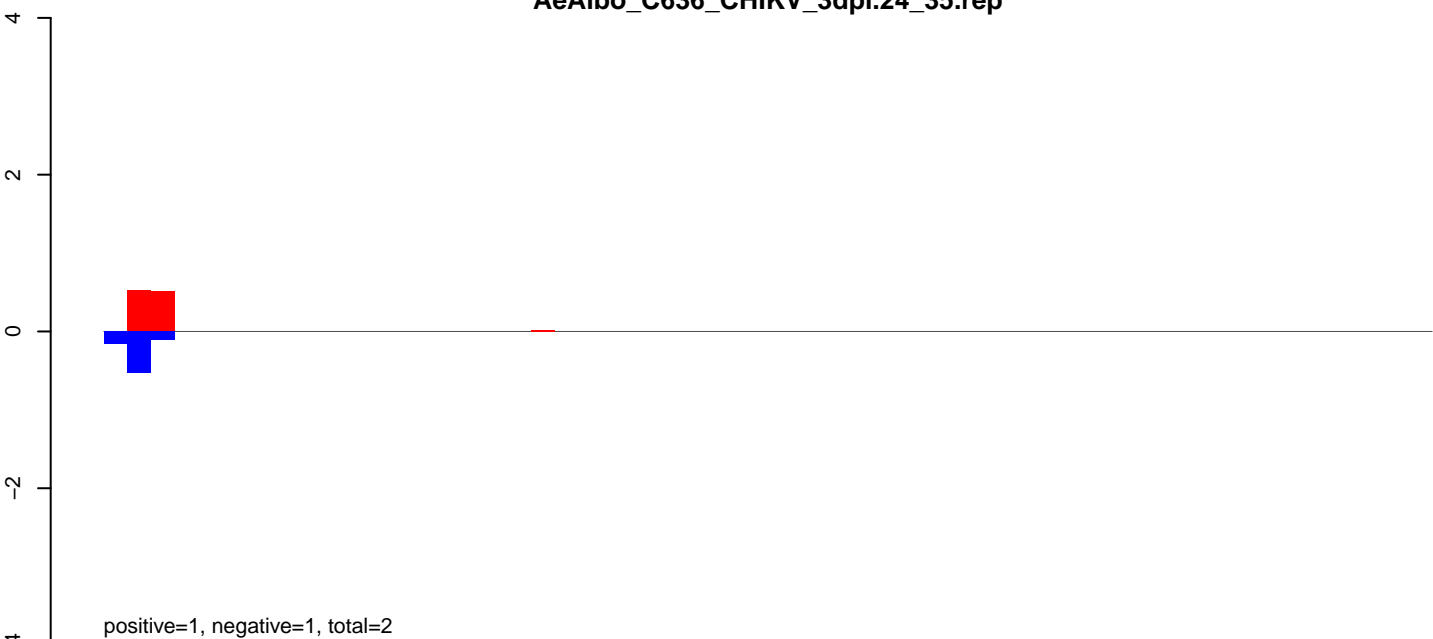 AeAlbo_C636_CHIKV_3dpi.24_35.rep
4
2
0
−2
positive=1, negative=1, total=2